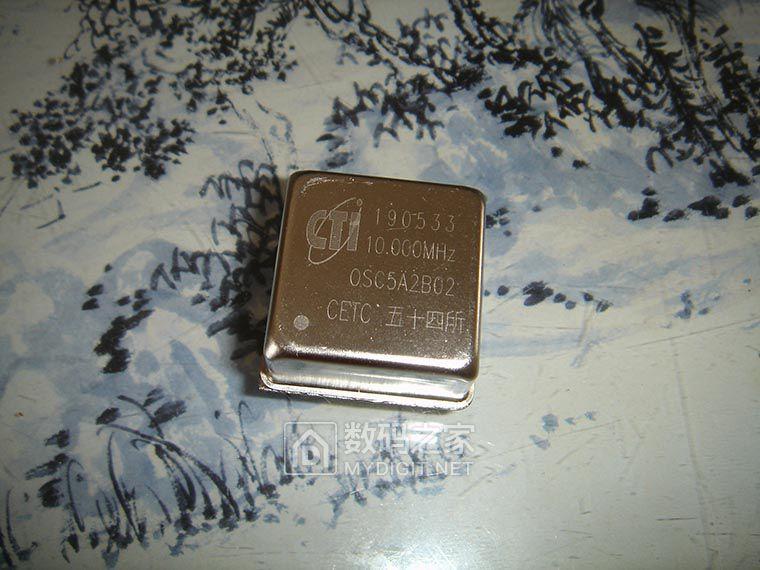 CTI
190533
10.000MHz
OSC5A2B02
CETC 五十四所
数码之家
MYDIGIT.NET